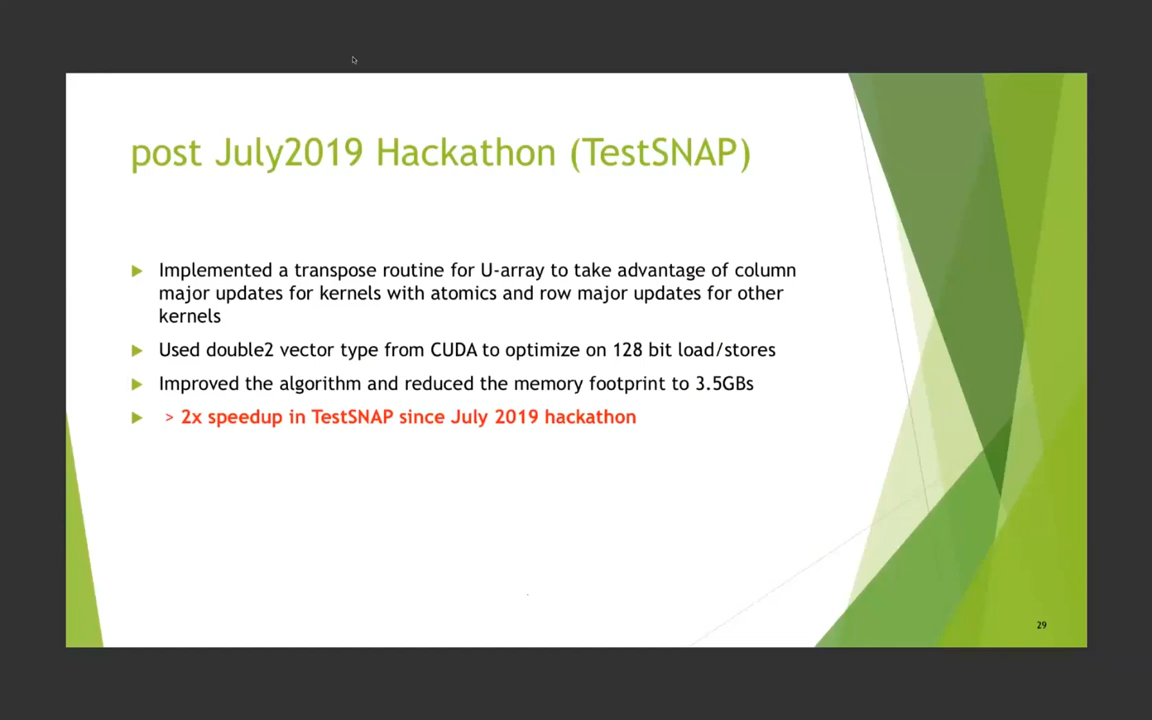 post July2019 Hackathon (TestSNAP)
Implemented a transpose routine for U-array to take advantage of column
major updates for kernels with atomics and row major updates for other
kernels
Used double2 vector type from CUDA to optimize on 128 bit load/stores
Improved the algorithm and reduced the memory footprint to 3.5GBs
> 2x speedup in TestSNAP since July 2019 hackathon
29